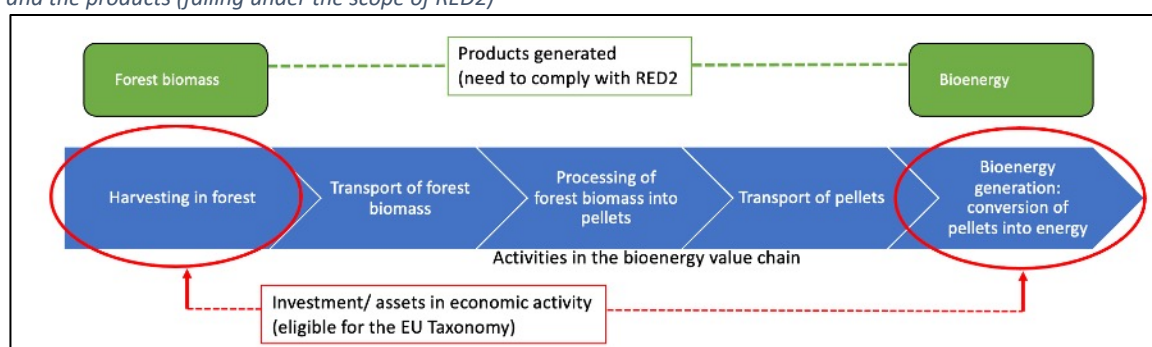 and the products (falling under the scope of RED2)
Products generated
(need to comply with RED2
Forest biomass
Bioenergy
Harvesting in forest
Transport of forest
biomass
Processing of
forest biomass into
pellets
Transport of pellets
Bioenergy
generation:
conversion of
pellets into energy
Activities in the bioenergy value chain
Investment/ assets in economic activity
(eligible for the EU Taxonomy)